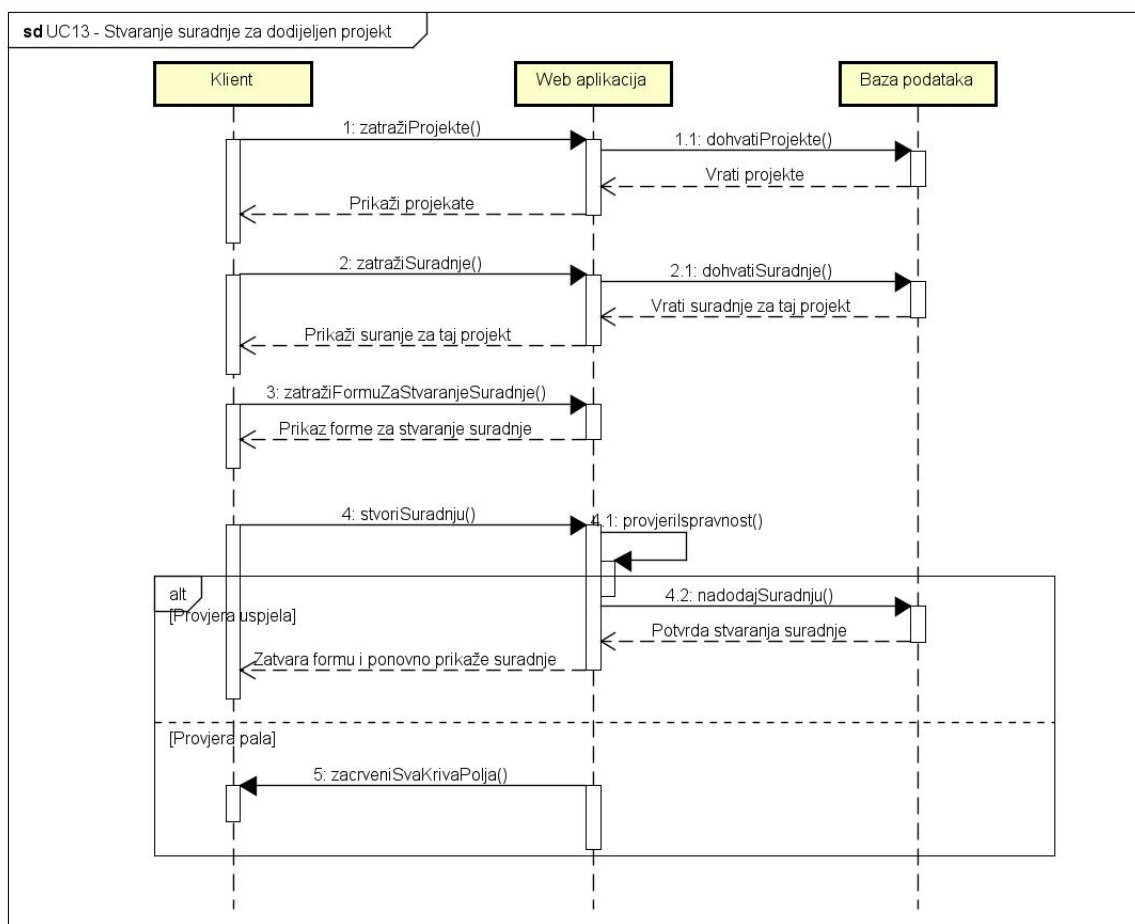 sd UC13 - Stvaranje suradnje za dodijeljen projekt
Klient
Web aplikacija
Baza podataka
1: zatražiProjekte()
1.1: dohvatiProjekte()
Vrati projekte
Prikaži projekate
2: zatražiSuradnje()
2.1: dohvatiSuradnje()
Vrati suradnje za taj projekt
Prikaži suranje za taj projekt
3: zatražiFormuZaStvaranjeSuradnje()
Prikaz forme za stvaranje suradnje
4: stvoriSuradnju()
4.1: provjeriIspravnost()
alt
[Provjera uspjela]
4.2: nadodajSuradnju()
Potvrda stvaranja suradnje
Zatvara formu i ponovno prikaže suradnje
[Provjera pala]
5: zacrveniSvaKrivaPolja()